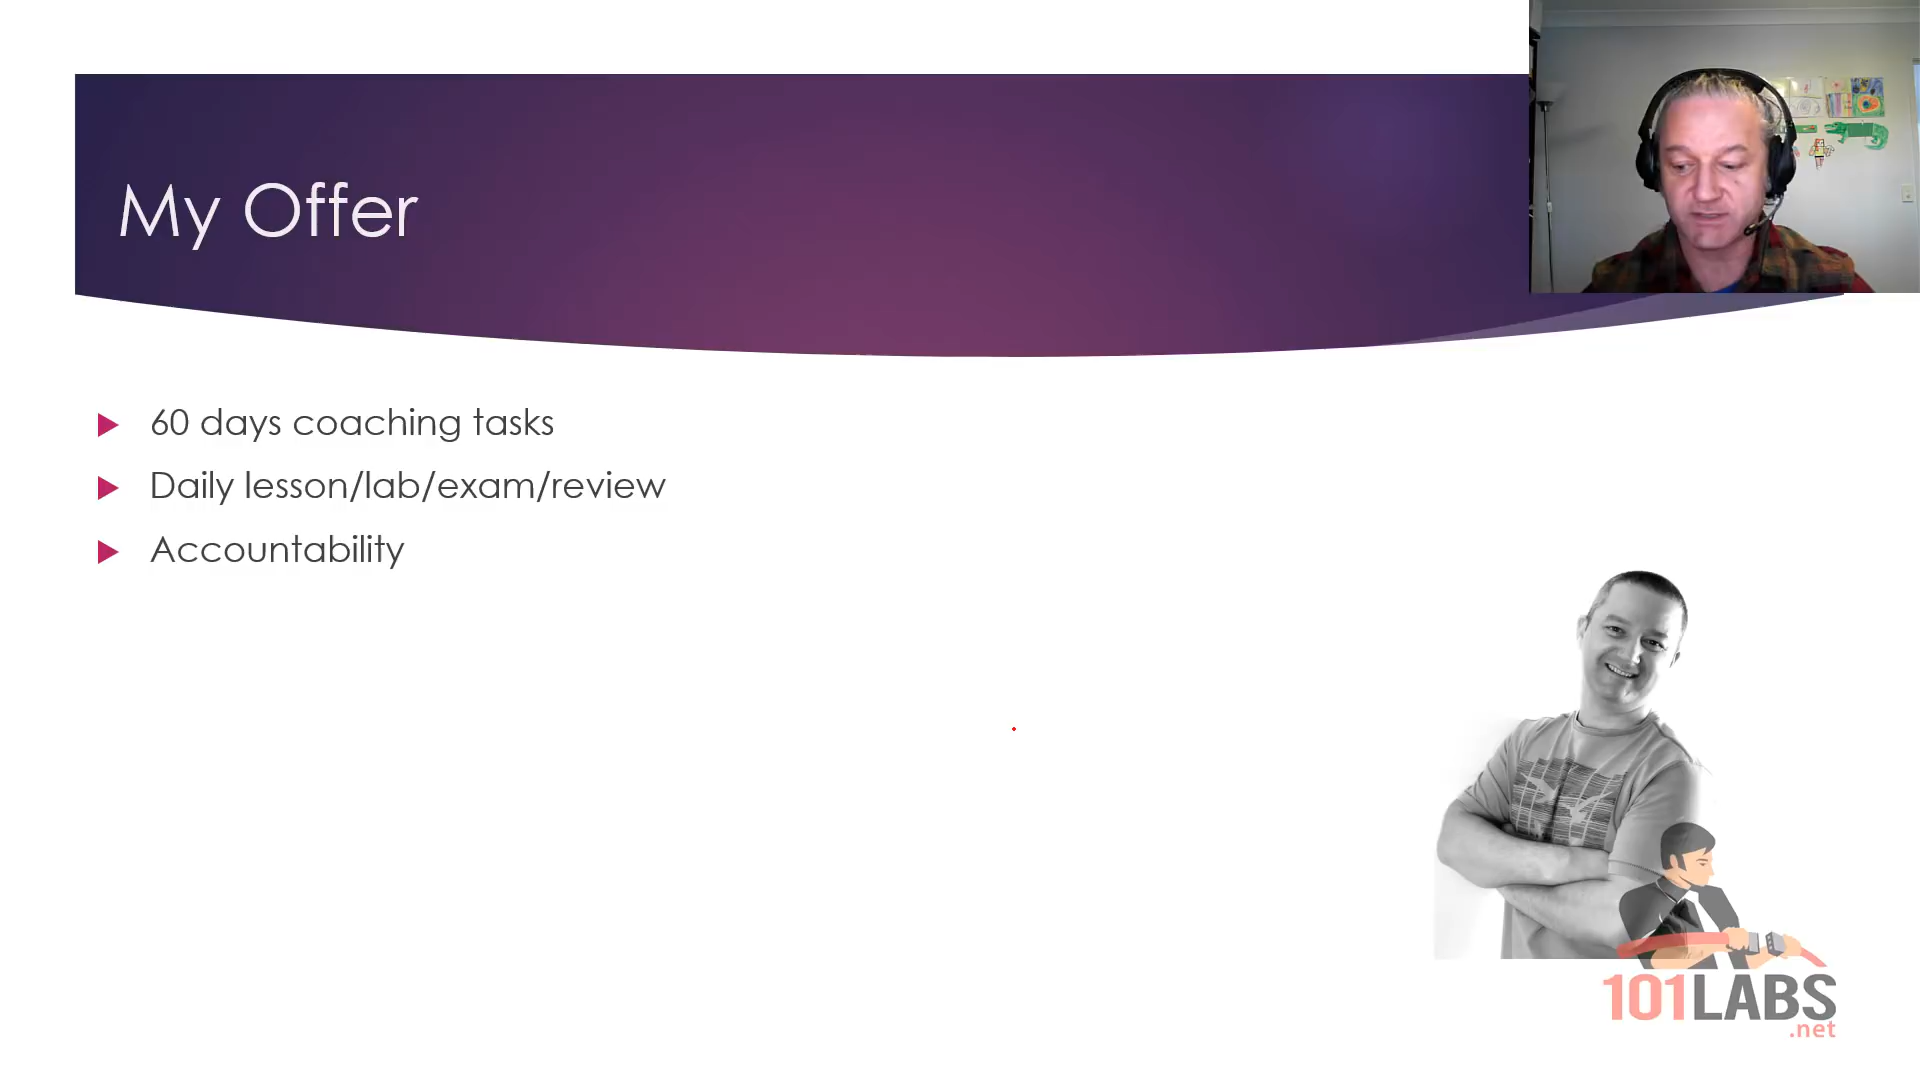 My Offer
60 days coaching tasks
Daily lesson/lab/exam/review
Accountability
101LABS
.net